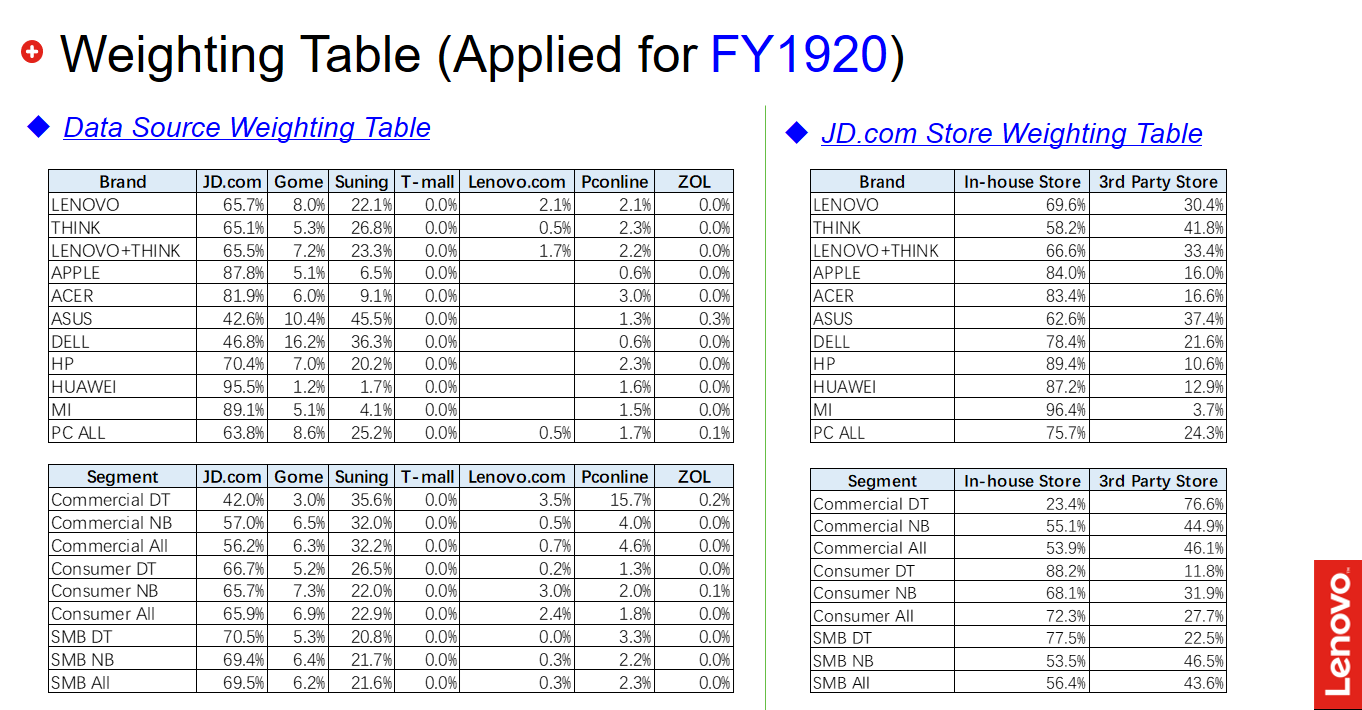 Weighting Table (Applied for FY1920)
Data Source Weighting Table
Brand JD.com Gome Suning T-mall Lenovo.com Pconline ZOL
LENOVO 65.7% 8.0% 22.1% 0.0% 2.1% 2.1% 0.0%
THINK 65.1% 5.3% 26.8% 0.0% 0.5% 2.3% 0.0%
LENOVO+THINK 65.5% 7.2% 23.3% 0.0% 1.7% 2.2% 0.0%
APPLE 87.8% 5.1% 6.5% 0.0% 0.6% 0.0%
ACER 81.9% 6.0% 9.1% 0.0% 3.0% 0.0%
ASUS 42.6% 10.4% 45.5% 0.0% 1.3% 0.3%
DELL 46.8% 16.2% 36.3% 0.0% 0.6% 0.0%
HP 70.4% 7.0% 20.2% 0.0% 2.3% 0.0%
HUAWEI 95.5% 1.2% 1.7% 0.0% 1.6% 0.0%
MI 89.1% 5.1% 4.1% 0.0% 1.5% 0.0%
PC ALL 63.8% 8.6% 25.2% 0.0% 0.5% 1.7% 0.1%
Segment JD.com Gome Suning T-mall Lenovo.com Pconline ZOL
Commercial DT 42.0% 3.0% 35.6% 0.0% 3.5% 15.7% 0.2%
Commercial NB 57.0% 6.5% 32.0% 0.0% 0.5% 4.0% 0.0%
Commercial All 56.2% 6.3% 32.2% 0.0% 0.7% 4.6% 0.0%
Consumer DT 66.7% 5.2% 26.5% 0.0% 0.2% 1.3% 0.0%
Consumer NB 65.7% 7.3% 22.0% 0.0% 3.0% 2.0% 0.1%
Consumer All 65.9% 6.9% 22.9% 0.0% 2.4% 1.8% 0.0%
SMB DT 70.5% 5.3% 20.8% 0.0% 0.0% 3.3% 0.0%
SMB NB 69.4% 6.4% 21.7% 0.0% 0.3% 2.2% 0.0%
SMB All 69.5% 6.2% 21.6% 0.0% 0.3% 2.3% 0.0%
JD.com Store Weighting Table
Brand In-house Store 3rd Party Store
LENOVO 69.6% 30.4%
THINK 58.2% 41.8%
LENOVO+THINK 66.6% 33.4%
APPLE 84.0% 16.0%
ACER 83.4% 16.6%
ASUS 62.6% 37.4%
DELL 78.4% 21.6%
HP 89.4% 10.6%
HUAWEI 87.2% 12.9%
MI 96.4% 3.7%
PC ALL 75.7% 24.3%
Segment In-house Store 3rd Party Store
Commercial DT 23.4% 76.6%
Commercial NB 55.1% 44.9%
Commercial All 53.9% 46.1%
Consumer DT 88.2% 11.8%
Consumer NB 68.1% 31.9%
Consumer All 72.3% 27.7%
SMB DT 77.5% 22.5%
SMB NB 53.5% 46.5%
SMB All 56.4% 43.6%
Lenovo™